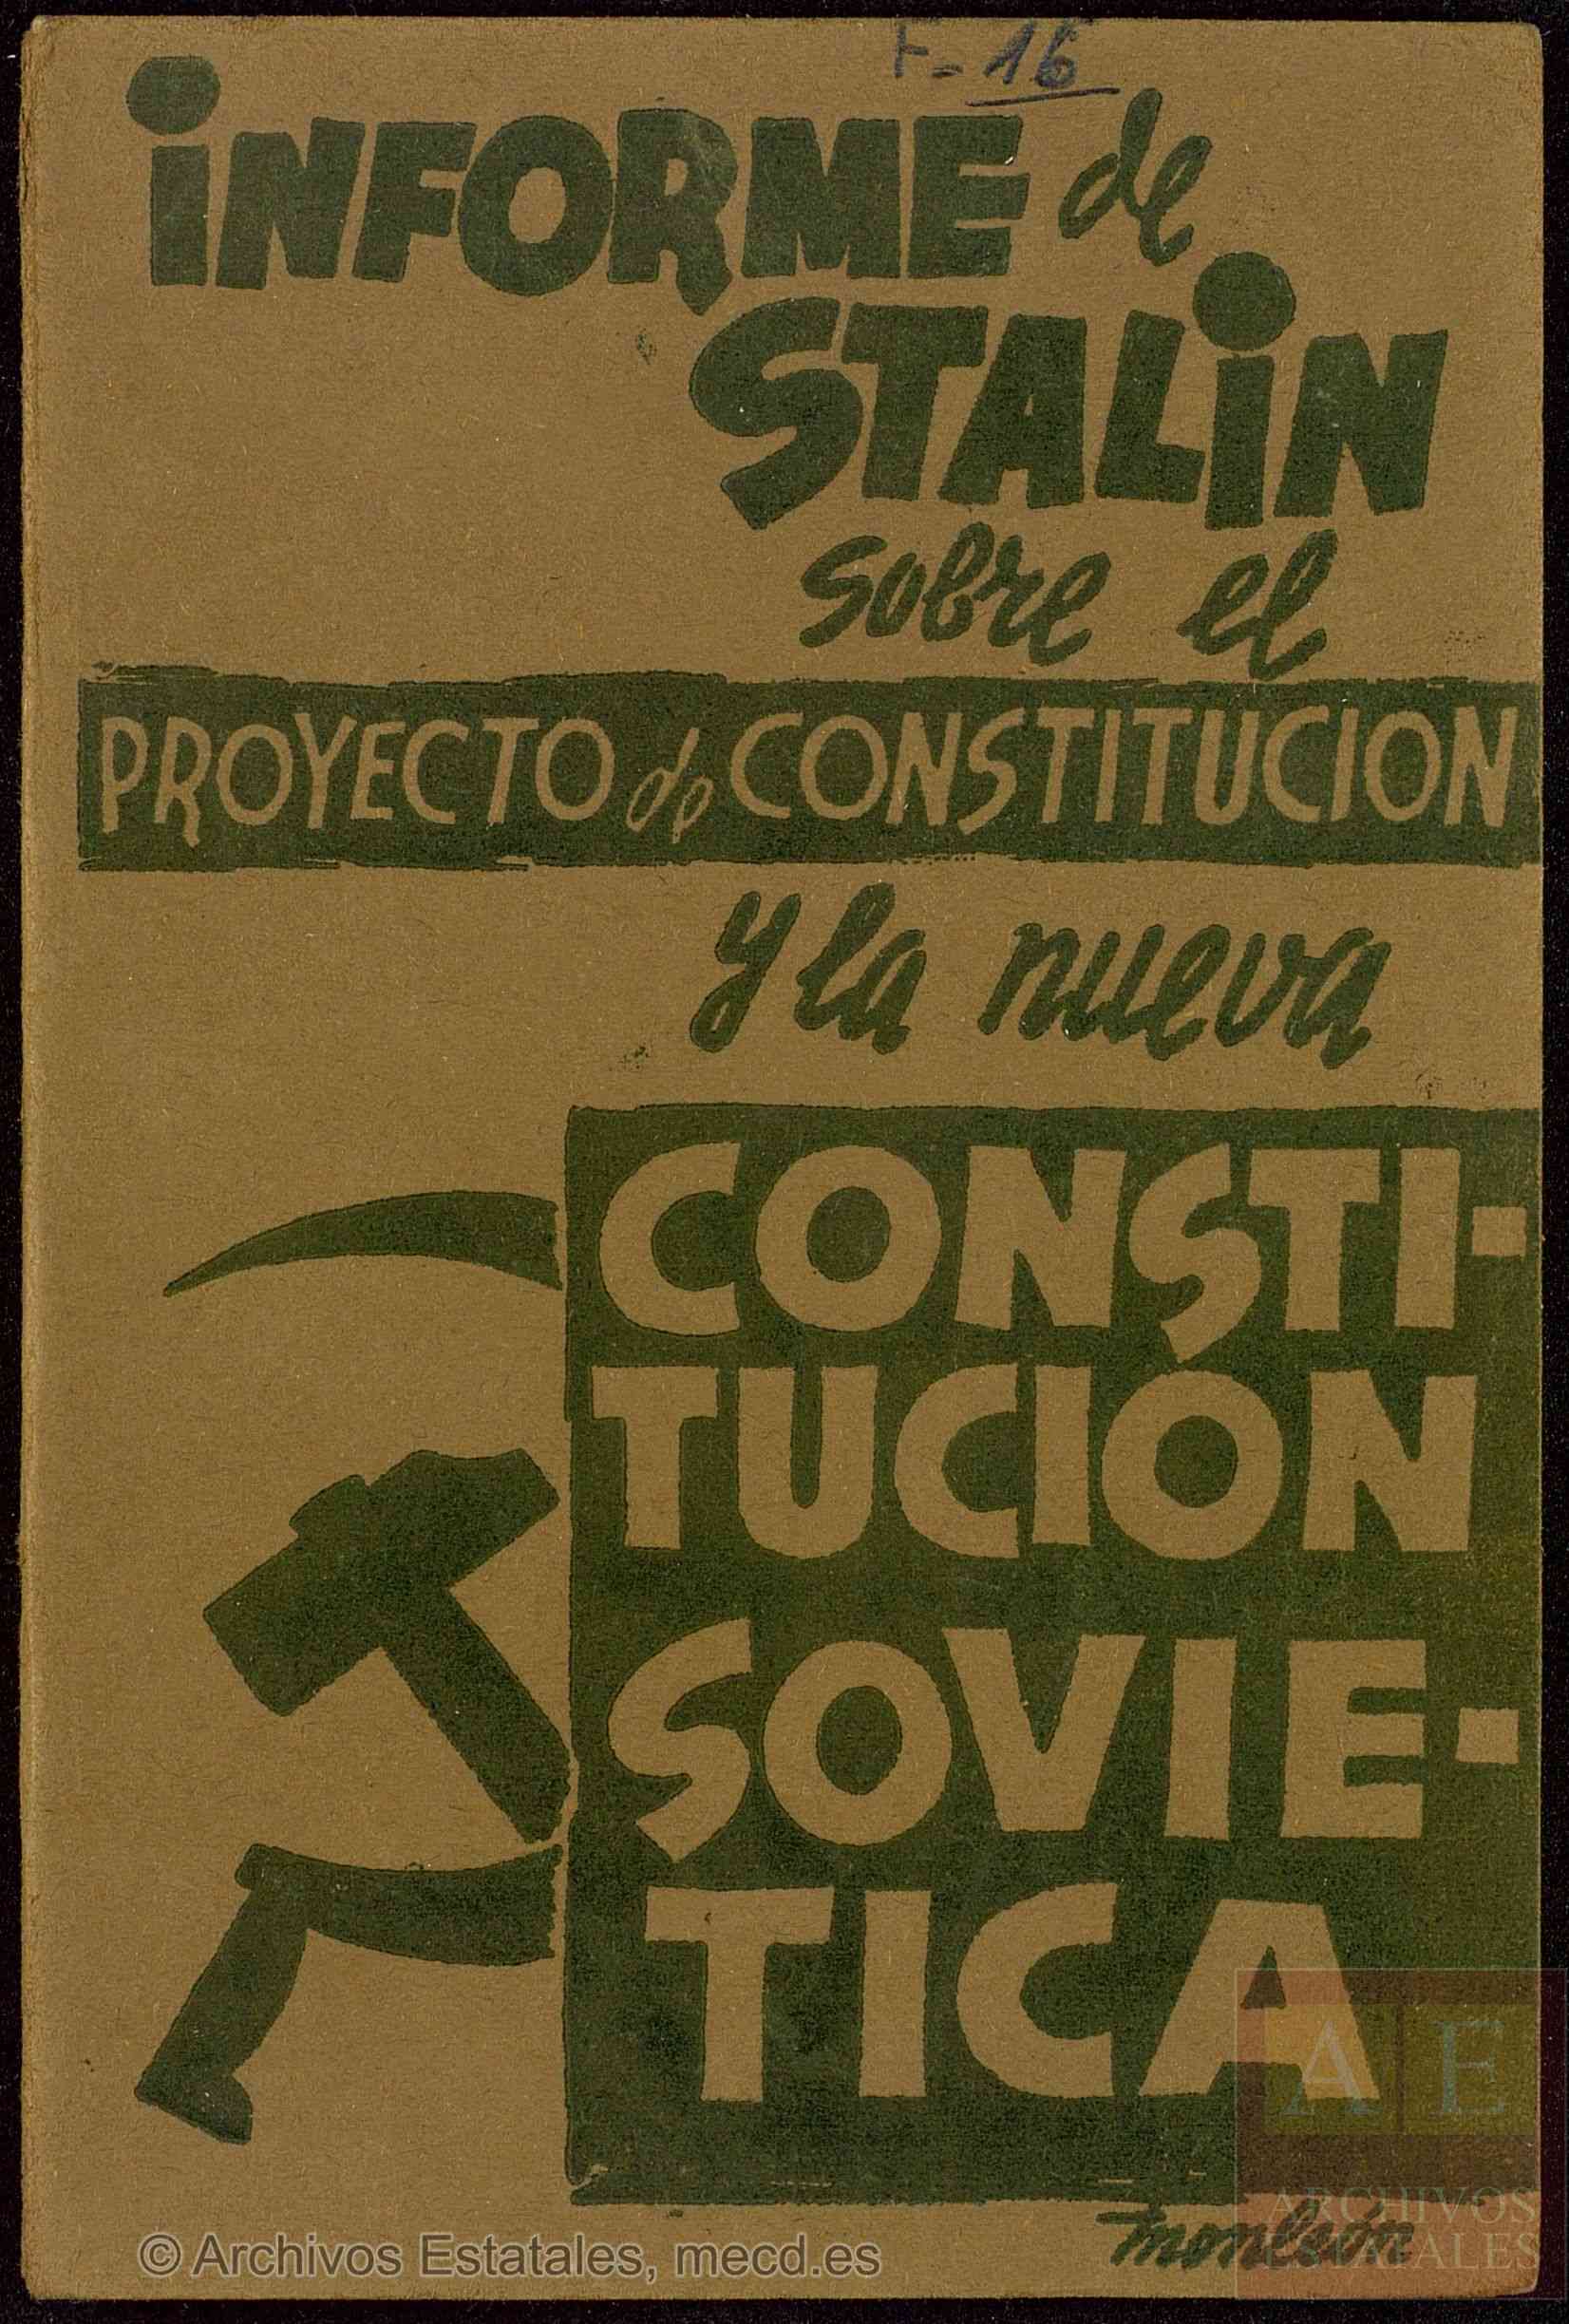 F-16
iNFORME de
STALiN
sobre el
PROYECTO de CONSTITUCION
y la nueva
CONSTI-
TUCION
SOVIE-
TICA
monleón
A E
ARCHIVOS
ESTATALES
© Archivos Estatales, mecd.es